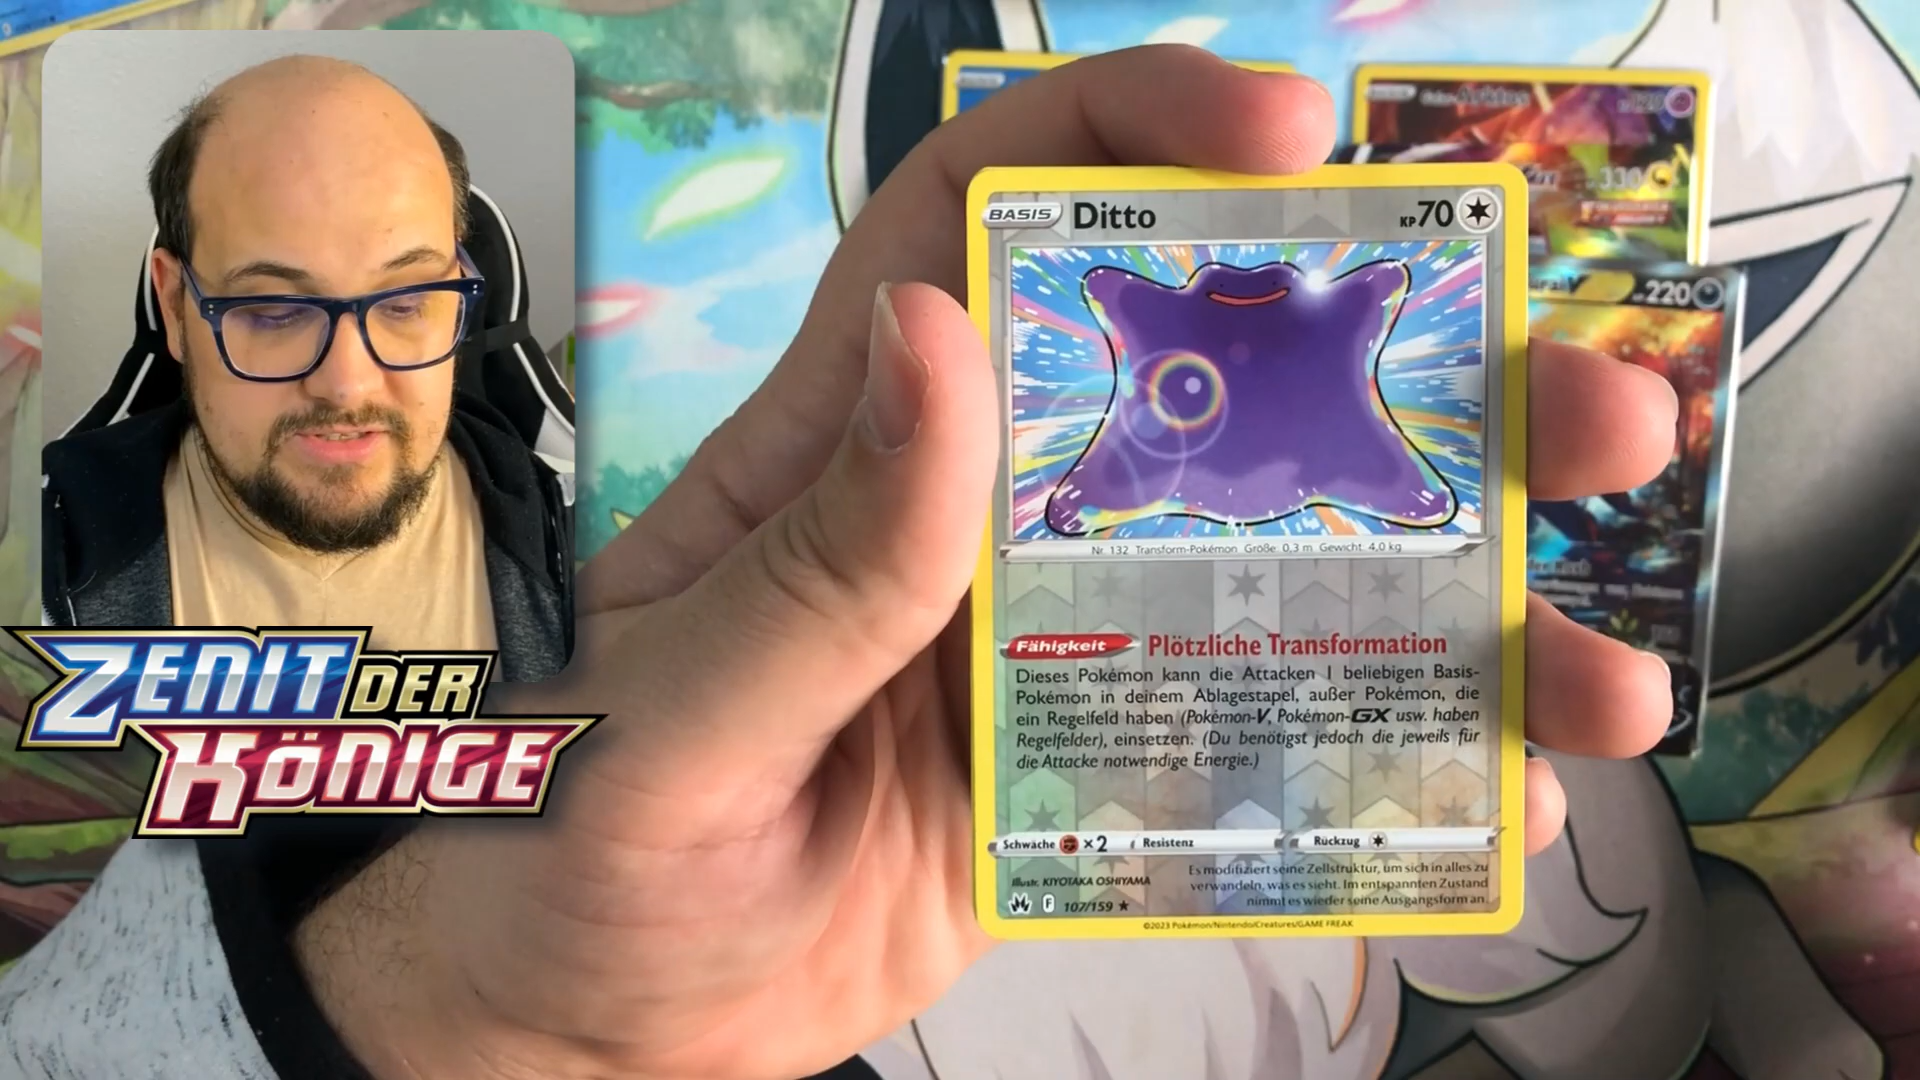 BASIS Ditto KP70
Nr. 132 Transform-Pokémon Größe: 0,3 m Gewicht: 4,0 kg
Fähigkeit Plötzliche Transformation
Dieses Pokémon kann die Attacken 1 beliebigen Basis-
Pokémon in deinem Ablagestapel, außer Pokémon, die
ein Regelfeld haben (Pokémon-V, Pokémon-GX usw. haben
Regelfelder), einsetzen. (Du benötigst jedoch die jeweils für
die Attacke notwendige Energie.)
Schwäche ×2 Resistenz Rückzug
Illustr. KIYOTAKA OSHIYAMA
F 107/159 ★
Es modifiziert seine Zellstruktur, um sich in alles zu
verwandeln, was es sieht. Im entspannten Zustand
nimmt es wieder seine Ausgangsform an.
©2023 Pokémon/Nintendo/Creatures/GAME FREAK
ZENIT DER
KÖNIGE
330
220